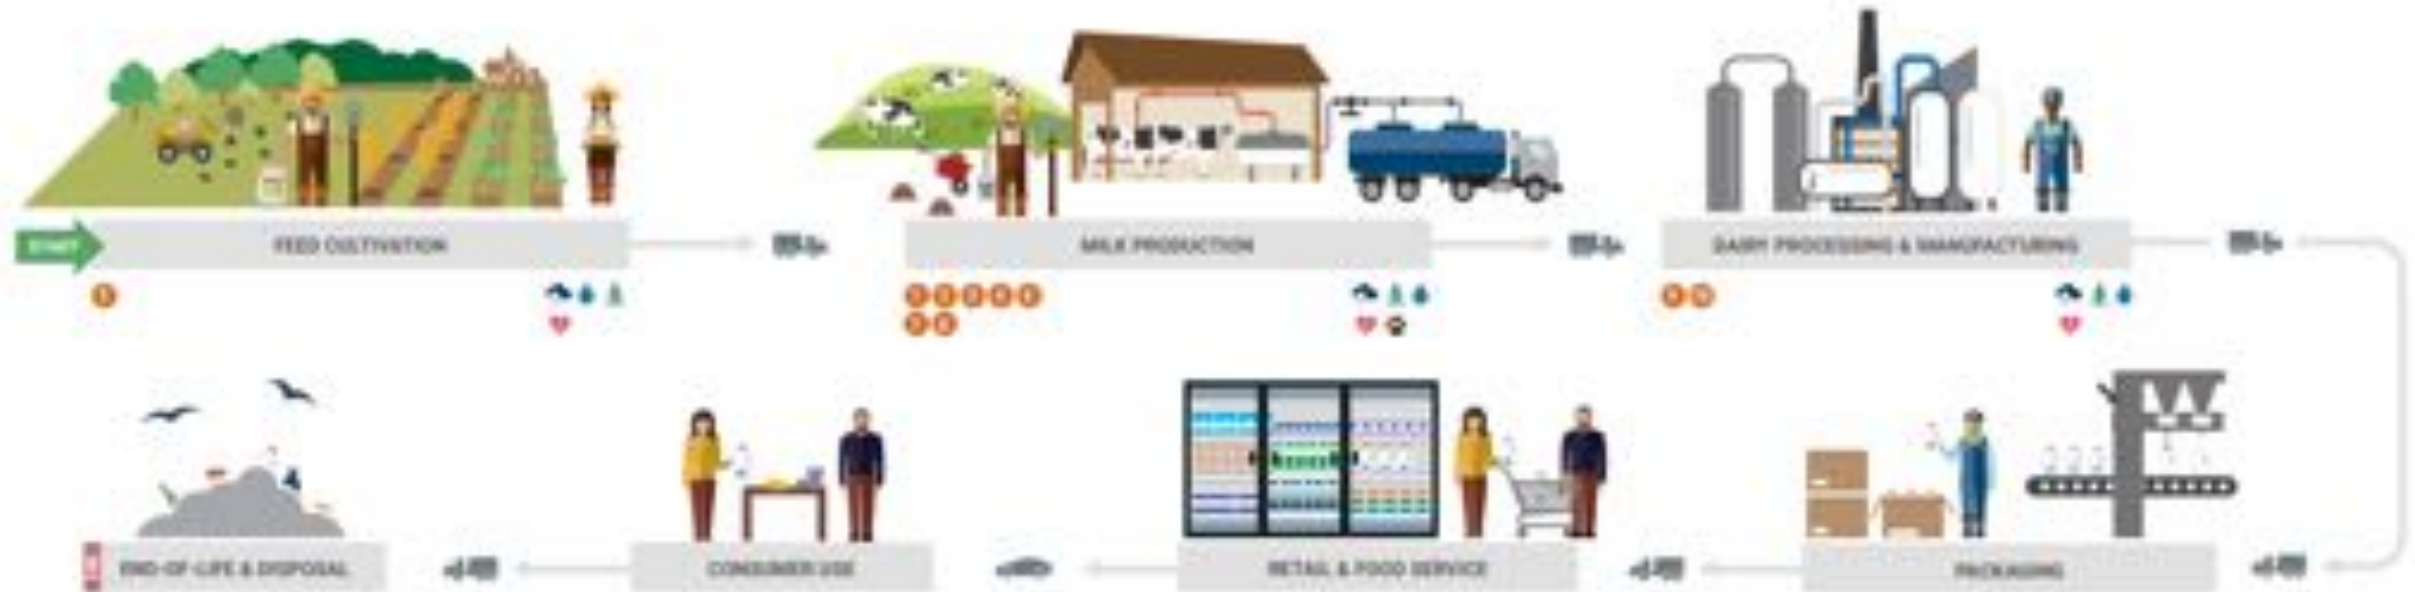 START
FEED CULTIVATION
MILK PRODUCTION
DAIRY PROCESSING & MANUFACTURING
END-OF-LIFE & DISPOSAL
CONSUMER USE
RETAIL & FOOD SERVICE
PACKAGING